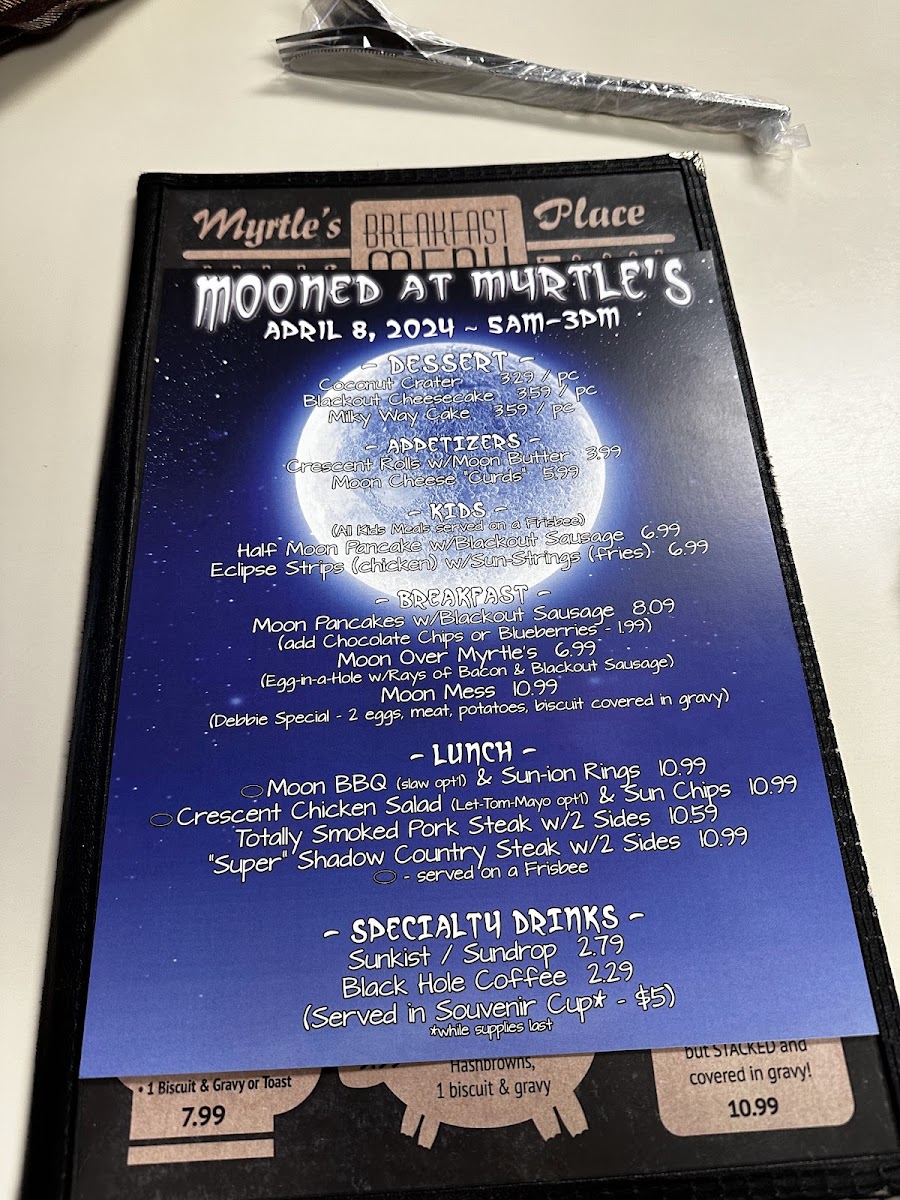 Myrtle's BREAKFAST MENU Place
MOONED AT MYRTLE'S
APRIL 8, 2024 ~ 5AM-3PM
- DESSERT -
Coconut Crater 3.29 / pc
Blackout Cheesecake 3.59 / pc
Milky Way Cake 3.59 / pc
- APPETIZERS -
Crescent Rolls w/Moon Butter 3.99
Moon Cheese "Curds" 5.99
- KIDS -
(All Kids Meals served on a Frisbee)
Half Moon Pancake w/Blackout Sausage 6.99
Eclipse Strips (chicken) w/Sun-Strings (fries) 6.99
- BREAKFAST -
Moon Pancakes w/Blackout Sausage 8.09
(add Chocolate Chips or Blueberries - 1.99)
Moon Over Myrtle's 6.99
(Egg-in-a-Hole w/Rays of Bacon & Blackout Sausage)
Moon Mess 10.99
(Debbie Special - 2 eggs, meat, potatoes, biscuit covered in gravy)
- LUNCH -
Moon BBQ (slaw opt'l) & Sun-ion Rings 10.99
Crescent Chicken Salad (Let-Tom-Mayo opt'l) & Sun Chips 10.99
Totally Smoked Pork Steak w/2 Sides 10.59
"Super" Shadow Country Steak w/2 Sides 10.99
- served on a Frisbee
- SPECIALTY DRINKS -
Sunkist / Sundrop 2.79
Black Hole Coffee 2.29
(Served in Souvenir Cup* - $5)
*while supplies last
• 1 Biscuit & Gravy or Toast
7.99
Hashbrowns,
1 biscuit & gravy
but STACKED and
covered in gravy!
10.99